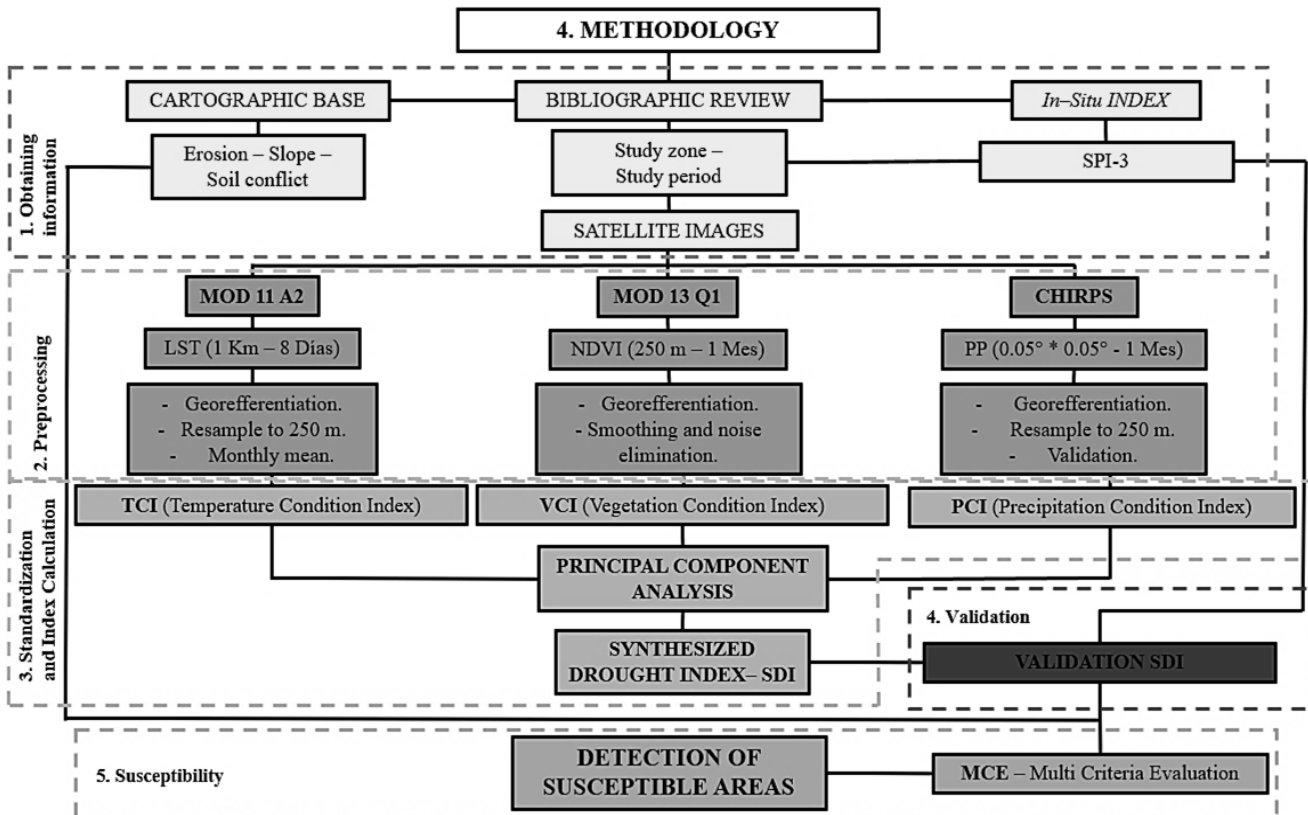 4. METHODOLOGY
1. Obtaining
information
CARTOGRAPHIC BASE
BIBLIOGRAPHIC REVIEW
In–Situ INDEX
Erosion – Slope –
Soil conflict
Study zone –
Study period
SPI-3
SATELLITE IMAGES
2. Preprocessing
MOD 11 A2
MOD 13 Q1
CHIRPS
LST (1 Km – 8 Días)
NDVI (250 m – 1 Mes)
PP (0.05° * 0.05° - 1 Mes)
- Georefferentiation.
- Resample to 250 m.
- Monthly mean.
- Georefferentiation.
- Smoothing and noise
elimination.
- Georefferentiation.
- Resample to 250 m.
- Validation.
3. Standardization
and Index Calculation
TCI (Temperature Condition Index)
VCI (Vegetation Condition Index)
PCI (Precipitation Condition Index)
PRINCIPAL COMPONENT
ANALYSIS
SYNTHESIZED
DROUGHT INDEX– SDI
4. Validation
VALIDATION SDI
5. Susceptibility
DETECTION OF
SUSCEPTIBLE AREAS
MCE – Multi Criteria Evaluation